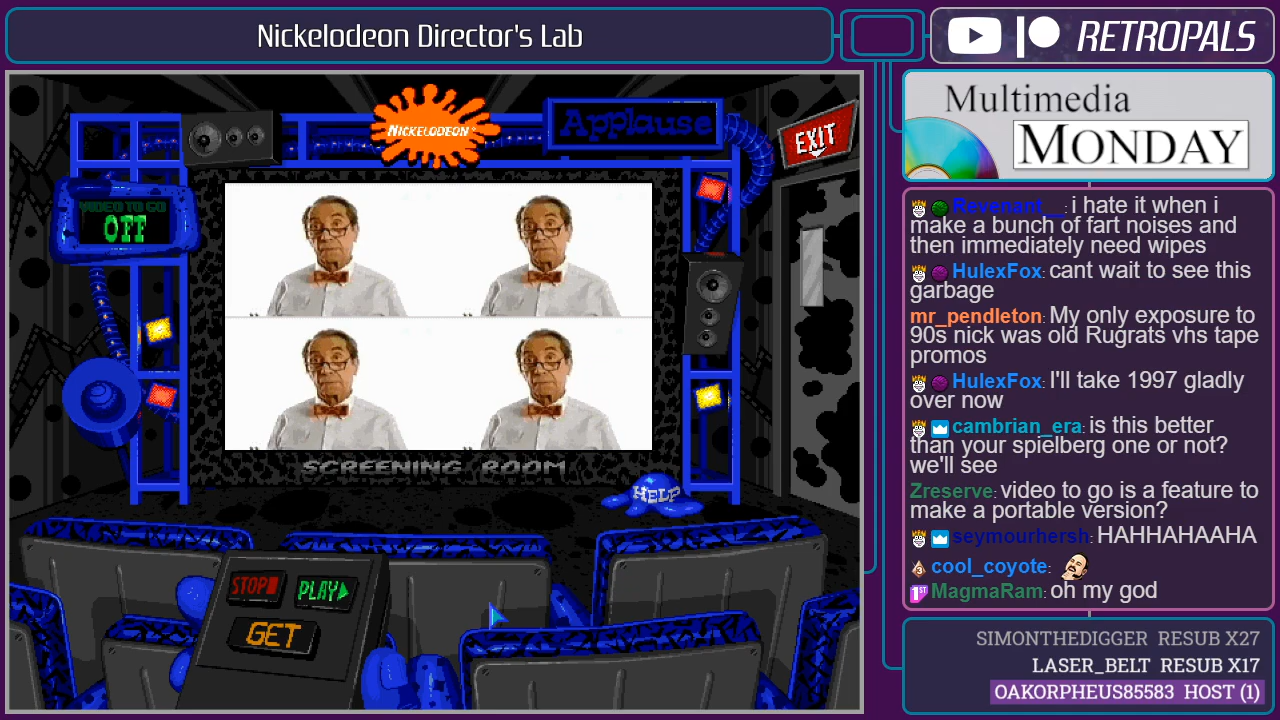 Nickelodeon Director's Lab
RETROPALS
Multimedia
MONDAY
NICKELODEON
Applause
EXIT
VIDEO TO GO
OFF
SCREENING ROOM
HELP
STOP
PLAY
GET
Revenant__: i hate it when i
make a bunch of fart noises and
then immediately need wipes
HulexFox: cant wait to see this
garbage
mr_pendleton: My only exposure to
90s nick was old Rugrats vhs tape
promos
HulexFox: I'll take 1997 gladly
over now
cambrian_era: is this better
than your spielberg one or not?
we'll see
Zreserve: video to go is a feature to
make a portable version?
seymourhersh: HAHHAHAAHA
3 cool_coyote:
1ST MagmaRam: oh my god
SIMONTHEDIGGER RESUB X27
LASER_BELT RESUB X17
OAKORPHEUS85583 HOST (1)